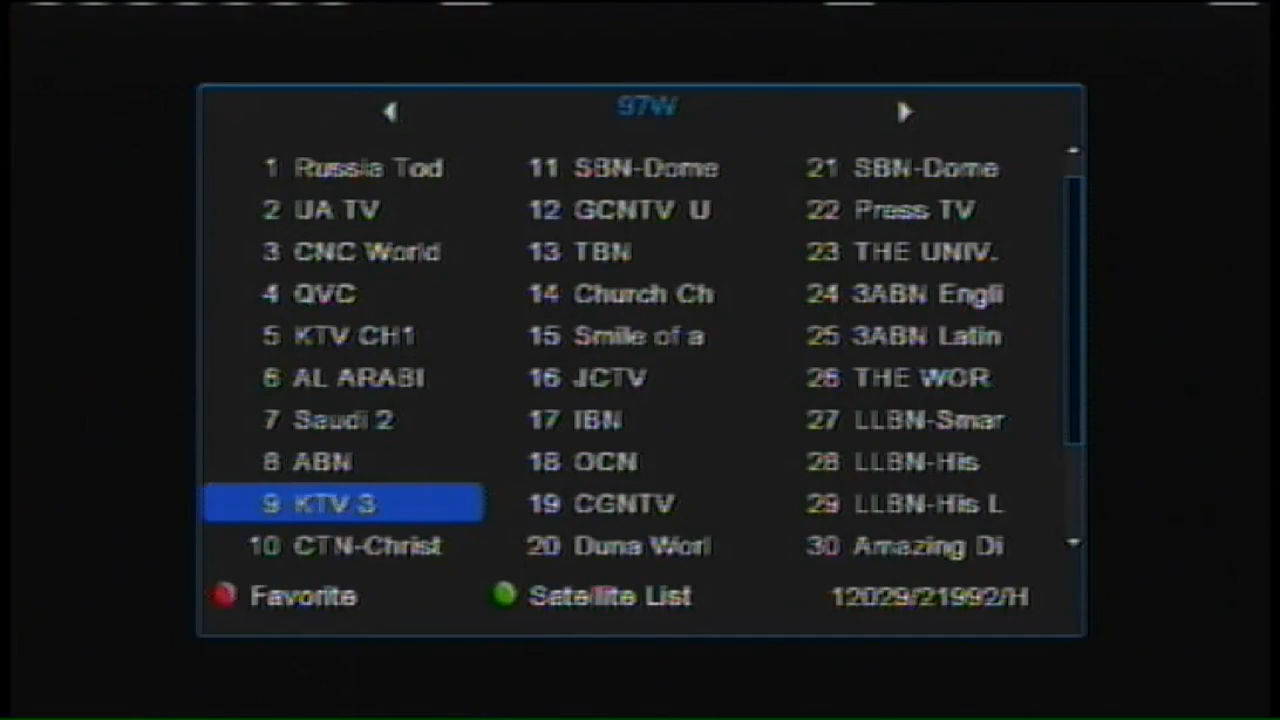 97W
1 Russia Tod
2 UA TV
3 CNC World
4 QVC
5 KTV CH1
6 AL ARABI
7 Saudi 2
8 ABN
9 KTV 3
10 CTN-Christ
11 SBN-Dome
12 GCNTV U
13 TBN
14 Church Ch
15 Smile of a
16 JCTV
17 IBN
18 OCN
19 CGNTV
20 Duna Worl
21 SBN-Dome
22 Press TV
23 THE UNIV.
24 3ABN Engli
25 3ABN Latin
26 THE WOR
27 LLBN-Smar
28 LLBN-His
29 LLBN-His L
30 Amazing Di
Favorite
Satellite List
12029/21992/H